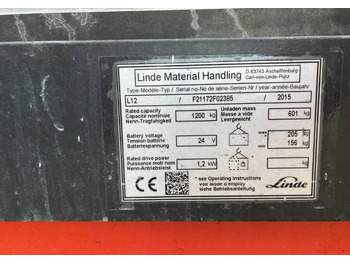 Linde Material Handling
D-63743 Aschaffenburg
Carl-von-Linde-Platz
Type-Modèle-Typ / Serial no-No de série-Serien-Nr / year-année-Baujahr
L12 / F21172F02385 / 2015
Rated capacity
Capacité nominale
Nenn-Tragfähigkeit
1200 kg
Unladen mass
Masse a vide
Leergewicht
601 kg
Battery voltage
Tension batterie
Batteriespannung
24 V
205 kg
156 kg
Rated drive power
Puissance motr nom
Nenn-Antriebsleist
1,2 kW
CE
* see Operating instructions
voir Mode d'emploi
siehe Betriebsanleitung
Linde